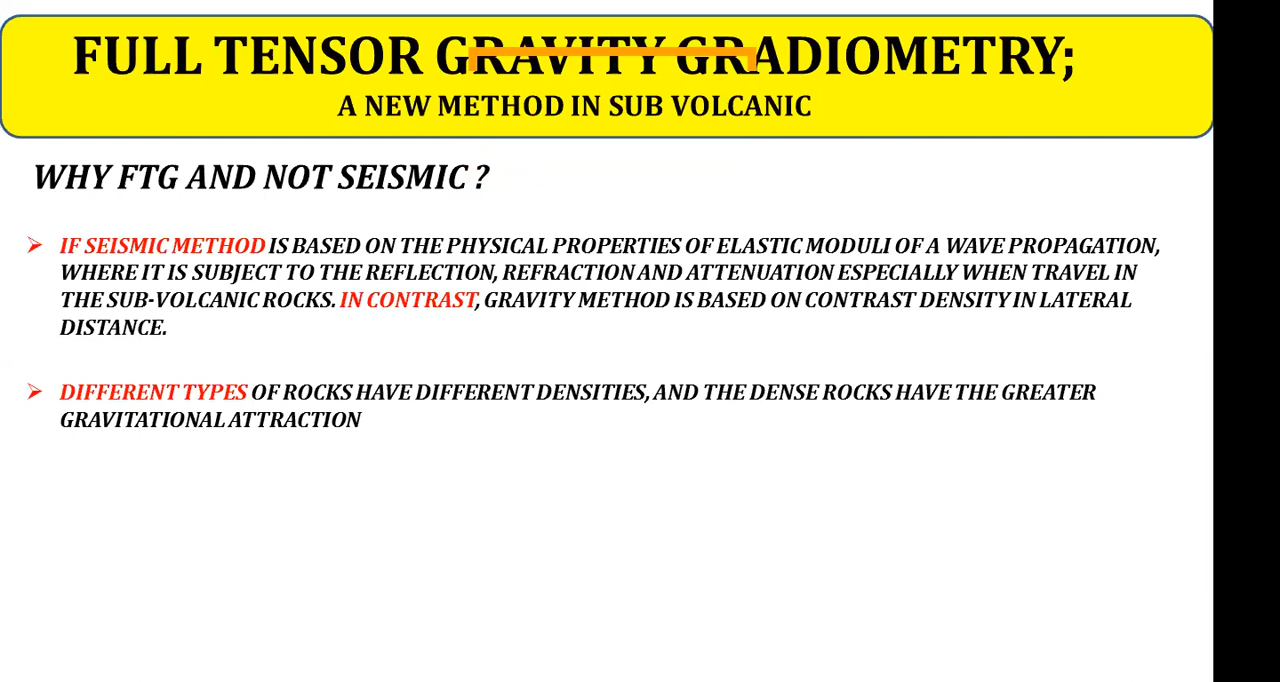 FULL TENSOR GRAVITY GRADIOMETRY;
A NEW METHOD IN SUB VOLCANIC
WHY FTG AND NOT SEISMIC ?
IF SEISMIC METHOD IS BASED ON THE PHYSICAL PROPERTIES OF ELASTIC MODULI OF A WAVE PROPAGATION,
WHERE IT IS SUBJECT TO THE REFLECTION, REFRACTION AND ATTENUATION ESPECIALLY WHEN TRAVEL IN
THE SUB-VOLCANIC ROCKS. IN CONTRAST, GRAVITY METHOD IS BASED ON CONTRAST DENSITY IN LATERAL
DISTANCE.
DIFFERENT TYPES OF ROCKS HAVE DIFFERENT DENSITIES, AND THE DENSE ROCKS HAVE THE GREATER
GRAVITATIONAL ATTRACTION